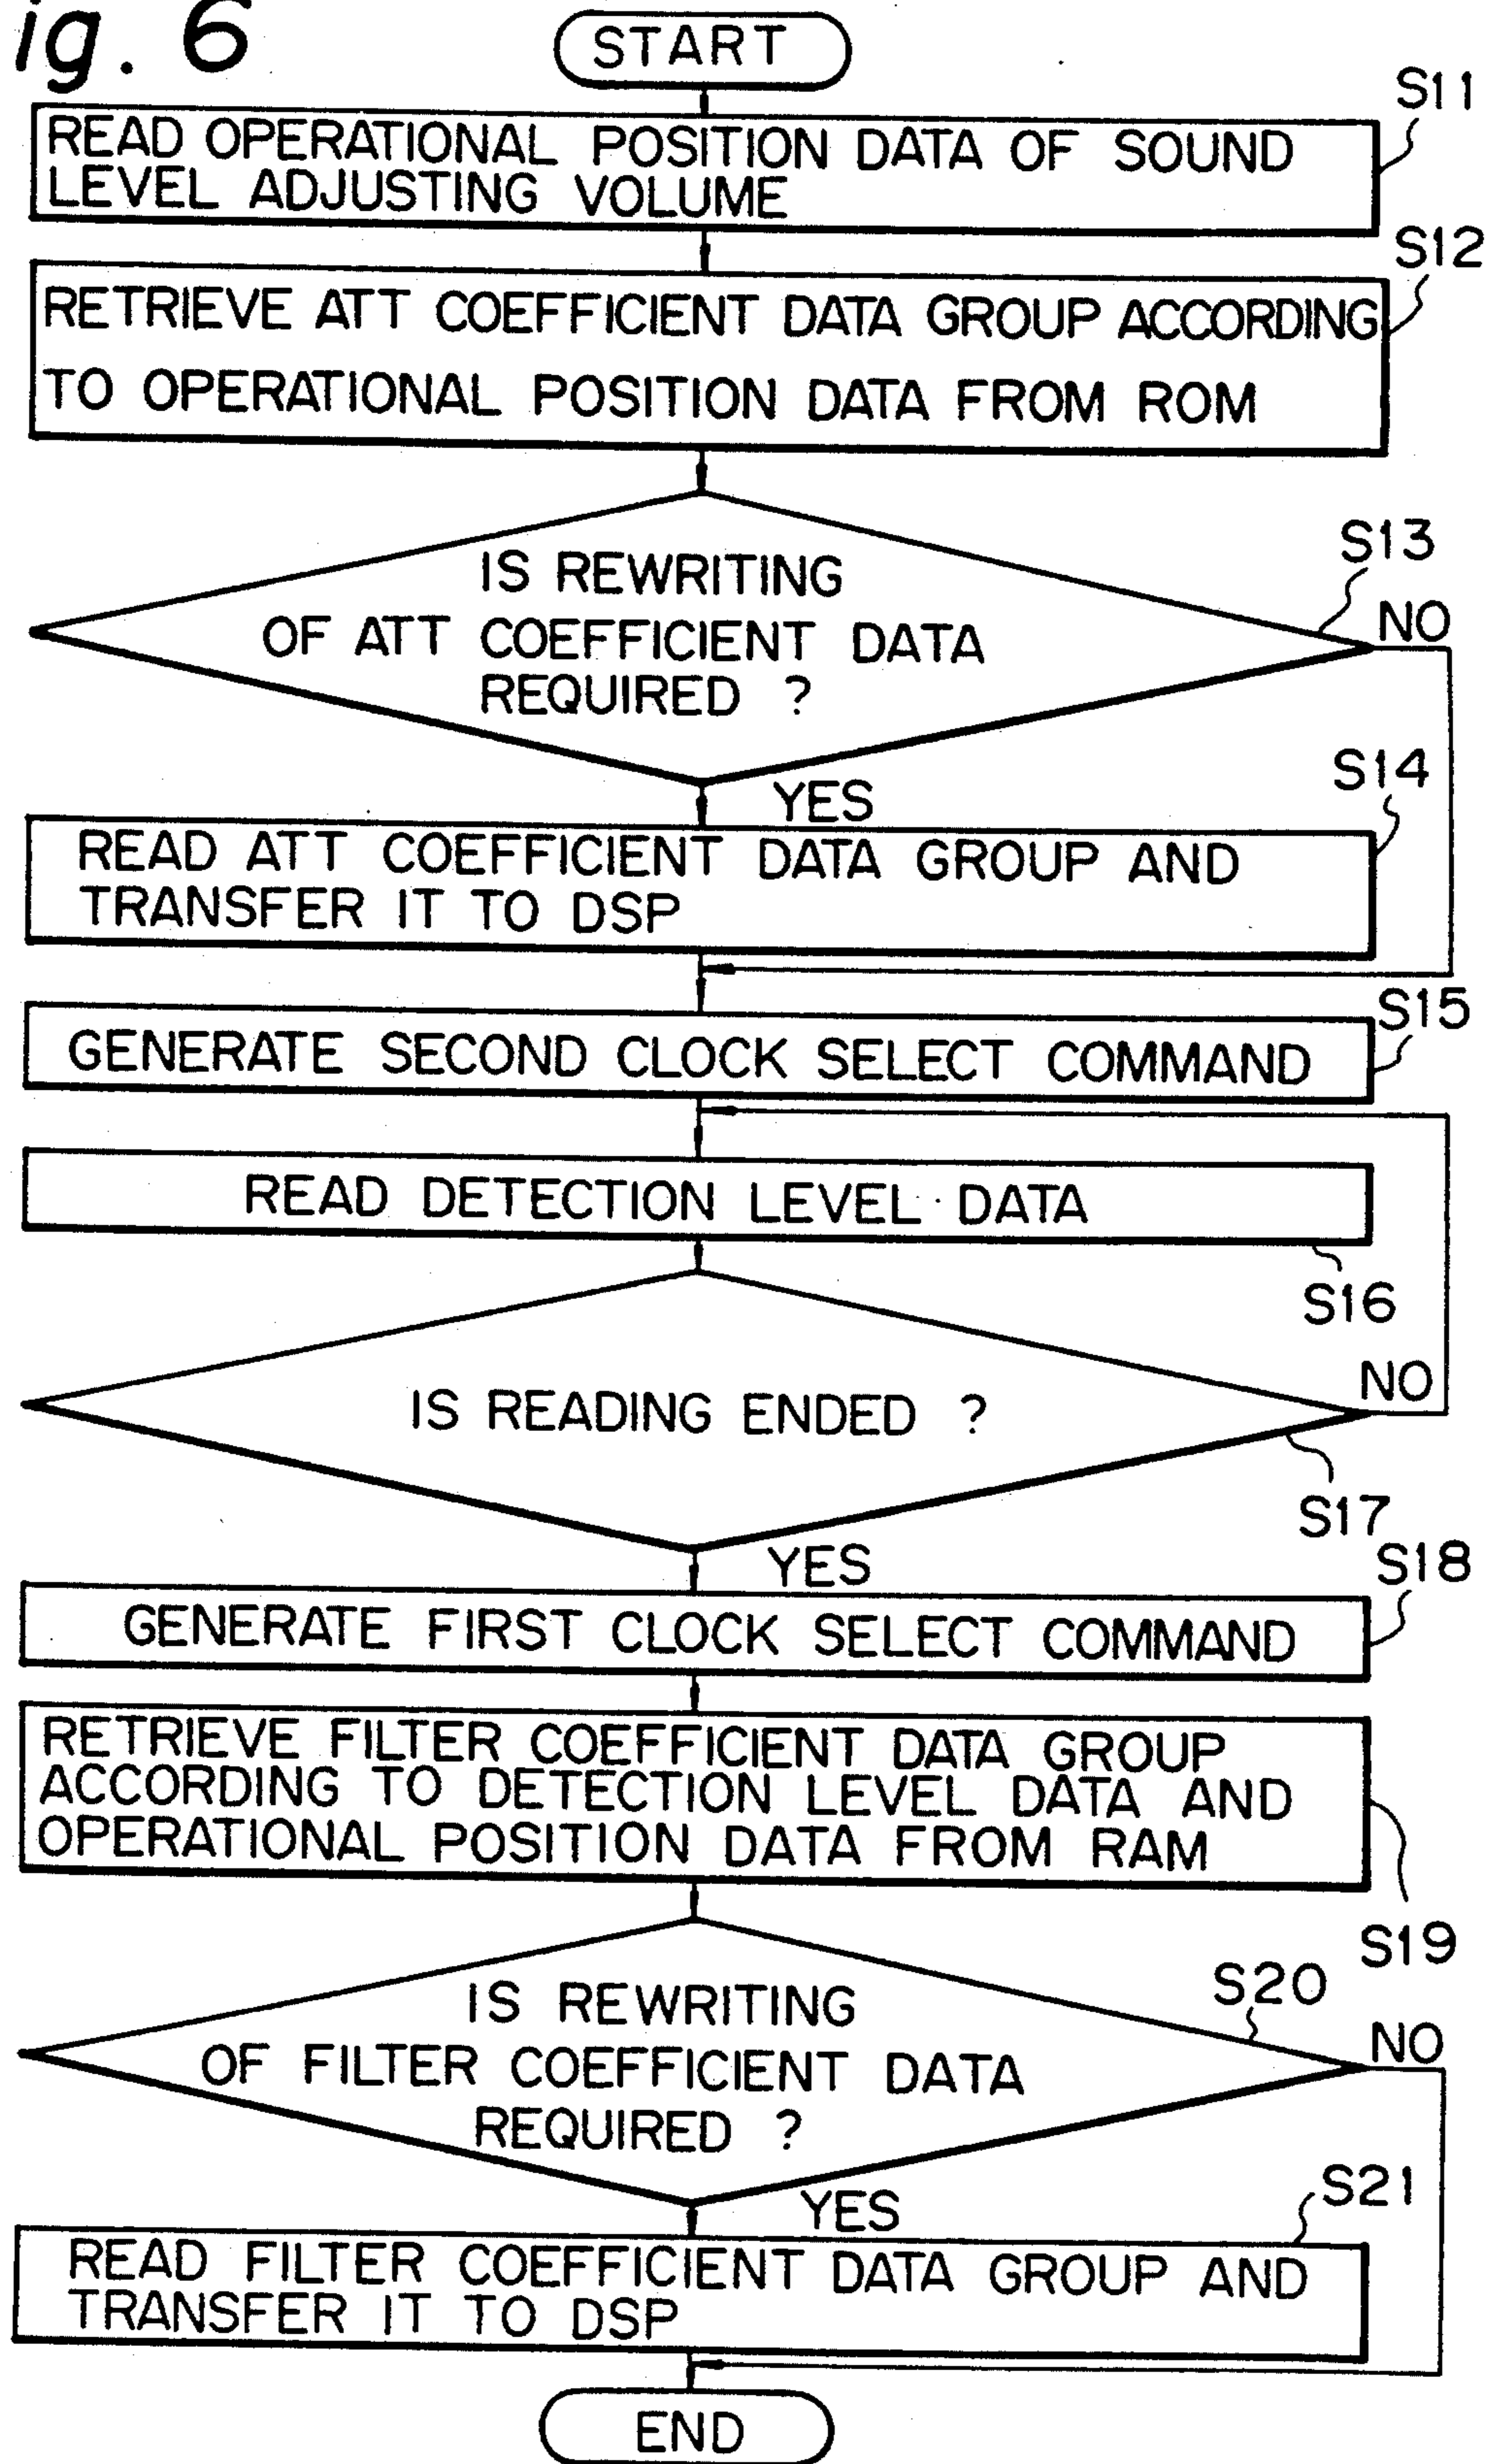 ig. 6
START
S11
READ OPERATIONAL POSITION DATA OF SOUND
LEVEL ADJUSTING VOLUME
S12
RETRIEVE ATT COEFFICIENT DATA GROUP ACCORDING
TO OPERATIONAL POSITION DATA FROM ROM
S13
IS REWRITING
OF ATT COEFFICIENT DATA
REQUIRED ?
NO
YES
S14
READ ATT COEFFICIENT DATA GROUP AND
TRANSFER IT TO DSP
S15
GENERATE SECOND CLOCK SELECT COMMAND
READ DETECTION LEVEL DATA
S16
IS READING ENDED ?
NO
S17
YES
S18
GENERATE FIRST CLOCK SELECT COMMAND
RETRIEVE FILTER COEFFICIENT DATA GROUP
ACCORDING TO DETECTION LEVEL DATA AND
OPERATIONAL POSITION DATA FROM RAM
S19
S20
IS REWRITING
OF FILTER COEFFICIENT DATA
REQUIRED ?
NO
YES
S21
READ FILTER COEFFICIENT DATA GROUP AND
TRANSFER IT TO DSP
END